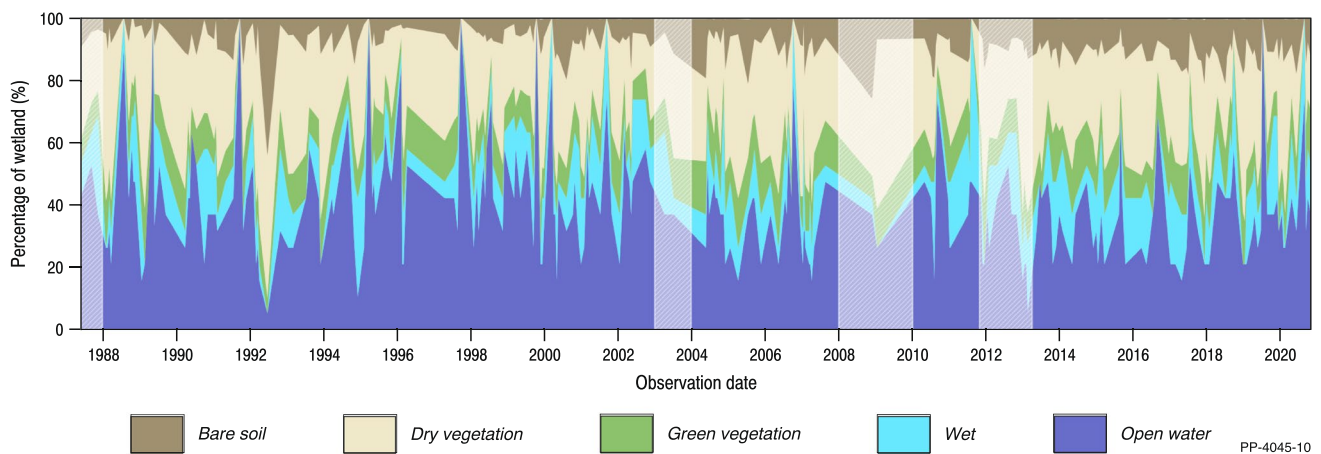 Percentage of wetland (%)
100
80
60
40
20
0
1988 1990 1992 1994 1996 1998 2000 2002 2004 2006 2008 2010 2012 2014 2016 2018 2020
Observation date
Bare soil Dry vegetation Green vegetation Wet Open water
PP-4045-10